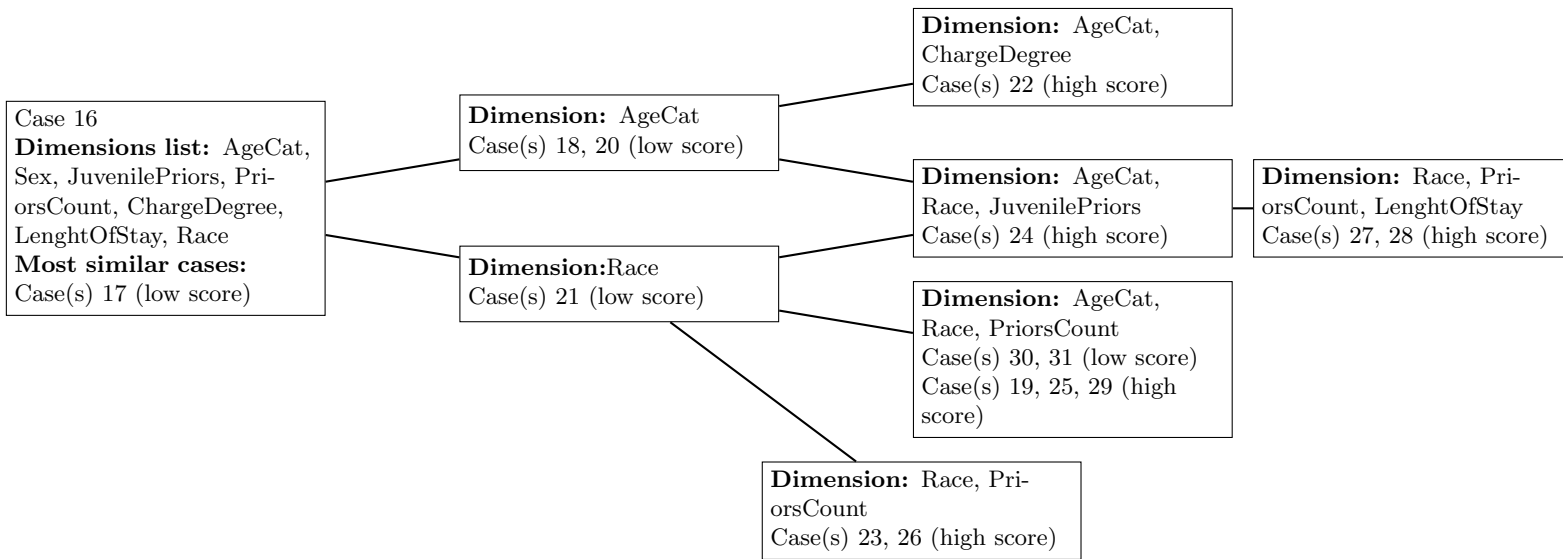 Case 16
Dimensions list: AgeCat,
Sex, JuvenilePriors, Pri-
orsCount, ChargeDegree,
LenghtOfStay, Race
Most similar cases:
Case(s) 17 (low score)
Dimension: AgeCat
Case(s) 18, 20 (low score)
Dimension:Race
Case(s) 21 (low score)
Dimension: AgeCat,
ChargeDegree
Case(s) 22 (high score)
Dimension: AgeCat,
Race, JuvenilePriors
Case(s) 24 (high score)
Dimension: Race, Pri-
orsCount, LenghtOfStay
Case(s) 27, 28 (high score)
Dimension: AgeCat,
Race, PriorsCount
Case(s) 30, 31 (low score)
Case(s) 19, 25, 29 (high
score)
Dimension: Race, Pri-
orsCount
Case(s) 23, 26 (high score)